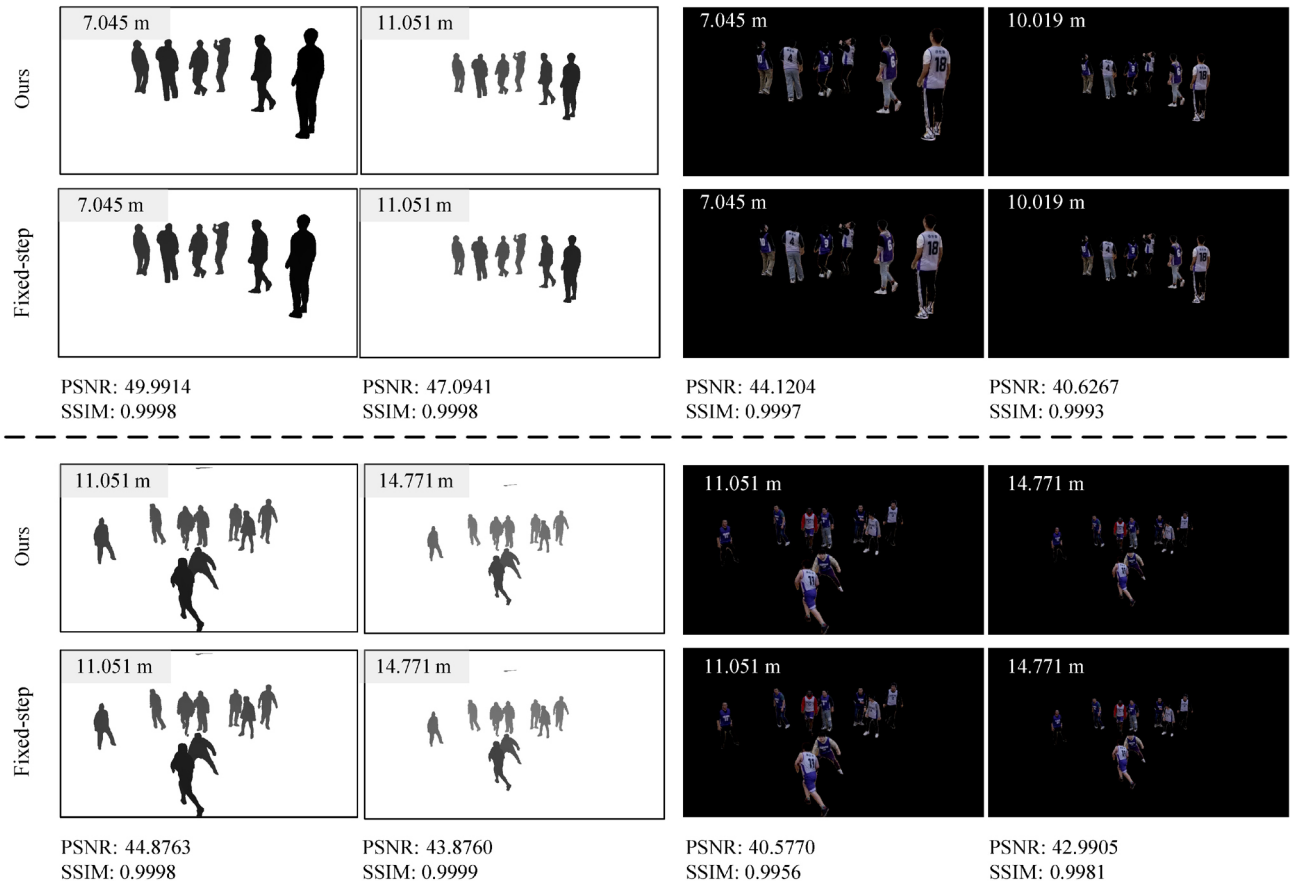 7.045 m
11.051 m
7.045 m
10.019 m
Ours
4
9
6
18
18
7.045 m
11.051 m
7.045 m
10.019 m
Fixed-step
4
9
6
18
18
PSNR: 49.9914
SSIM: 0.9998
PSNR: 47.0941
SSIM: 0.9998
PSNR: 44.1204
SSIM: 0.9997
PSNR: 40.6267
SSIM: 0.9993
11.051 m
14.771 m
11.051 m
14.771 m
Ours
11.051 m
14.771 m
11.051 m
14.771 m
Fixed-step
PSNR: 44.8763
SSIM: 0.9998
PSNR: 43.8760
SSIM: 0.9999
PSNR: 40.5770
SSIM: 0.9956
PSNR: 42.9905
SSIM: 0.9981